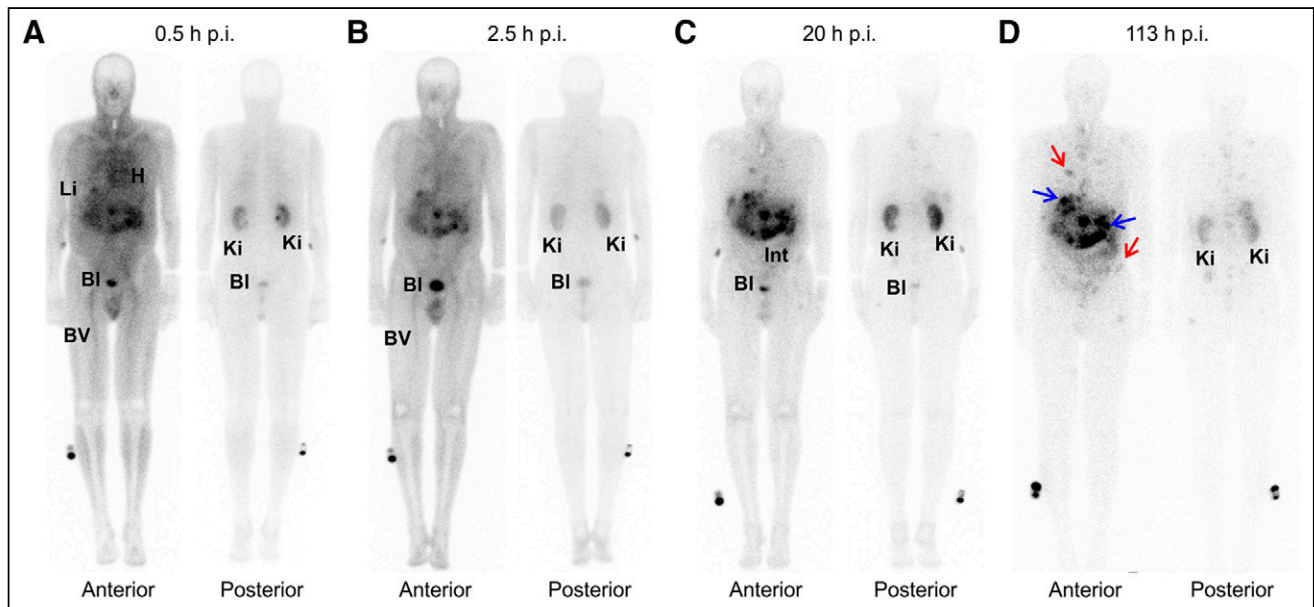 A 0.5 h p.i. B 2.5 h p.i. C 20 h p.i. D 113 h p.i.
H
Li
Ki Ki Ki Ki Ki Ki Ki Ki
Int
Bl Bl Bl Bl Bl Bl
BV BV
Anterior Posterior Anterior Posterior Anterior Posterior Anterior Posterior